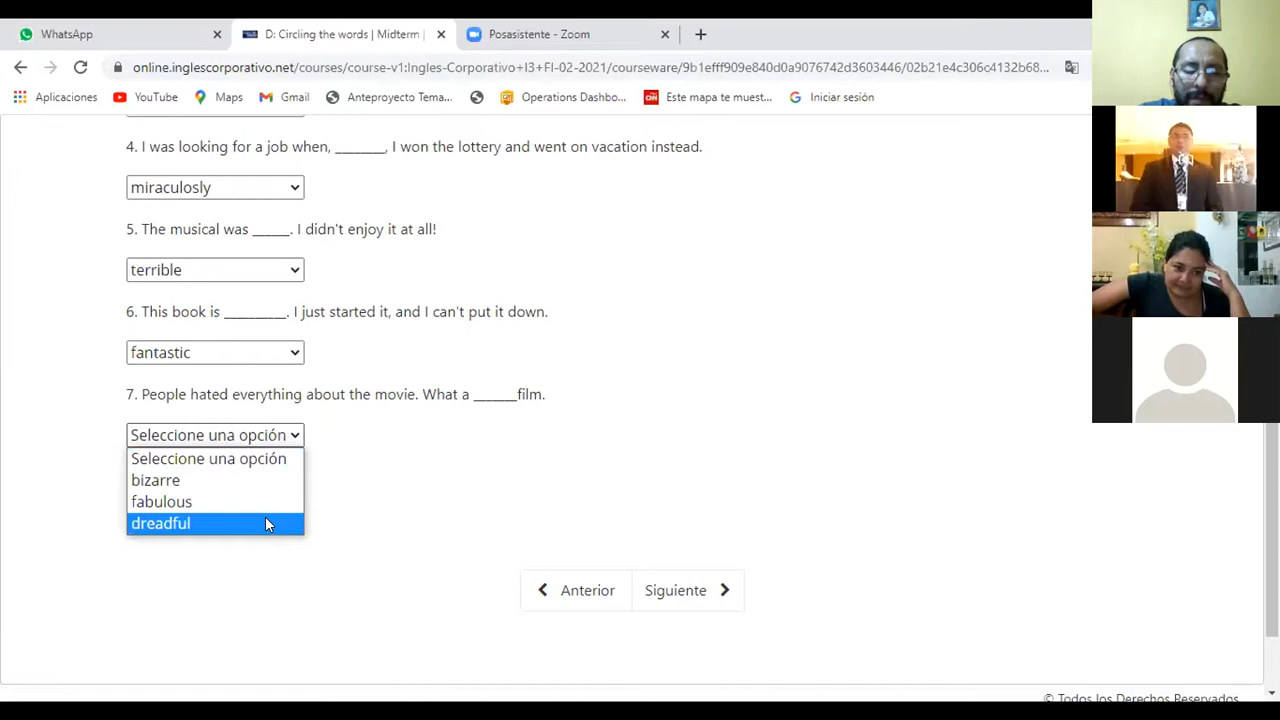 WhatsApp
D: Circling the words | Midterm
Posasistente - Zoom
online.inglescorporativo.net/courses/course-v1:Ingles-Corporativo+I3+FI-02-2021/courseware/9b1efff909e840d0a9076742d3603446/02b21e4c306c4132b68...
Aplicaciones
YouTube
Maps
Gmail
Anteproyecto Tema...
Operations Dashbo...
Este mapa te muest...
Iniciar sesión
4. I was looking for a job when, ________, I won the lottery and went on vacation instead.
miraculosly
5. The musical was ______. I didn't enjoy it at all!
terrible
6. This book is __________. I just started it, and I can't put it down.
fantastic
7. People hated everything about the movie. What a _______film.
Seleccione una opción
Seleccione una opción
bizarre
fabulous
dreadful
Anterior
Siguiente
© Todos los Derechos Reservados